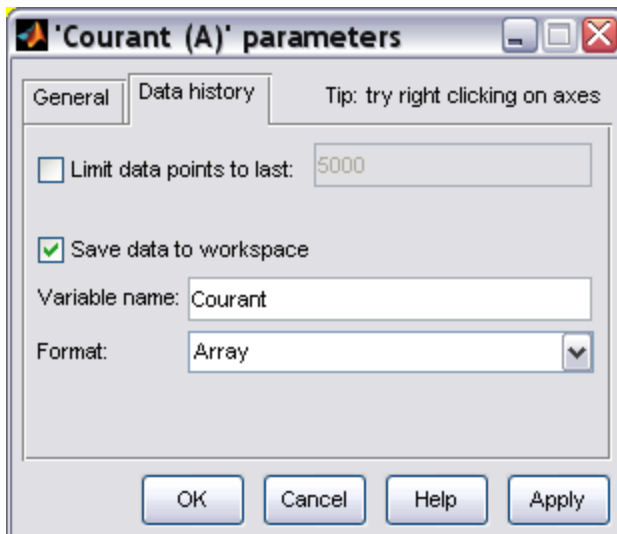 'Courant (A)' parameters
General Data history Tip: try right clicking on axes
Limit data points to last: 5000
Save data to workspace
Variable name: Courant
Format: Array
OK Cancel Help Apply